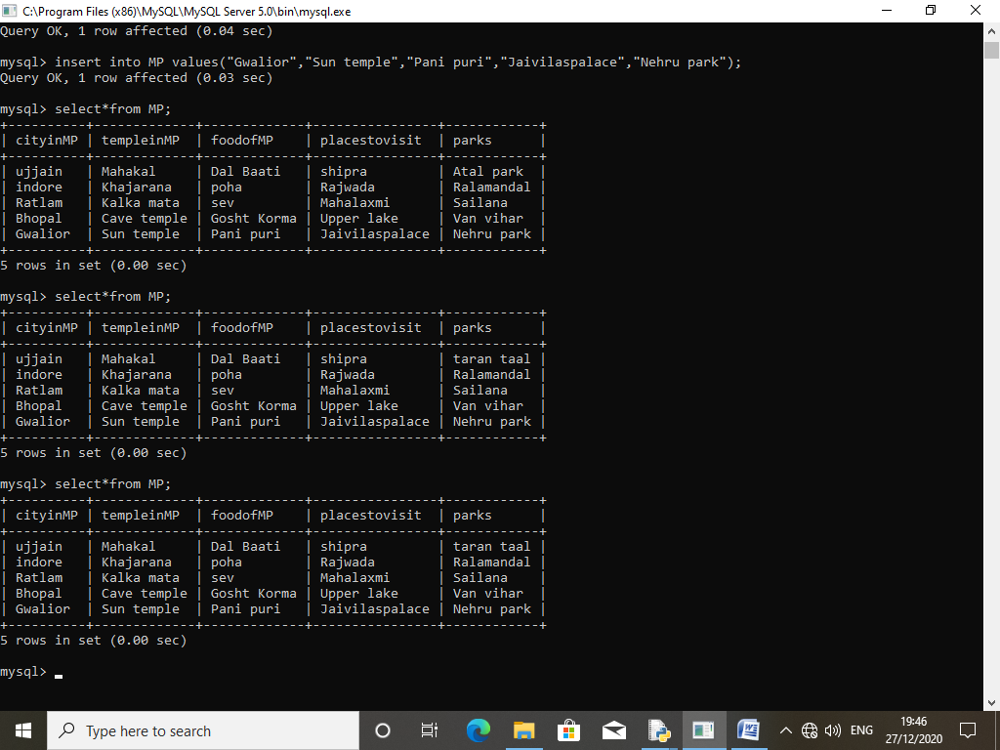 C:\Program Files (x86)\MySQL\MySQL Server 5.0\bin\mysql.exe
Query OK, 1 row affected (0.04 sec)
mysql> insert into MP values("Gwalior","Sun temple","Pani puri","Jaivilaspalace","Nehru park");
Query OK, 1 row affected (0.03 sec)
mysql> select*from MP;
+----------+-------------+-------------+----------------+------------+
| cityinMP | templeinMP  | foodofMP    | placestovisit  | parks      |
+----------+-------------+-------------+----------------+------------+
| ujjain   | Mahakal     | Dal Baati   | shipra         | Atal park  |
| indore   | Khajarana   | poha        | Rajwada        | Ralamandal |
| Ratlam   | Kalka mata  | sev         | Mahalaxmi      | Sailana    |
| Bhopal   | Cave temple | Gosht Korma | Upper lake     | Van vihar  |
| Gwalior  | Sun temple  | Pani puri   | Jaivilaspalace | Nehru park |
+----------+-------------+-------------+----------------+------------+
5 rows in set (0.00 sec)
mysql> select*from MP;
+----------+-------------+-------------+----------------+------------+
| cityinMP | templeinMP  | foodofMP    | placestovisit  | parks      |
+----------+-------------+-------------+----------------+------------+
| ujjain   | Mahakal     | Dal Baati   | shipra         | taran taal |
| indore   | Khajarana   | poha        | Rajwada        | Ralamandal |
| Ratlam   | Kalka mata  | sev         | Mahalaxmi      | Sailana    |
| Bhopal   | Cave temple | Gosht Korma | Upper lake     | Van vihar  |
| Gwalior  | Sun temple  | Pani puri   | Jaivilaspalace | Nehru park |
+----------+-------------+-------------+----------------+------------+
5 rows in set (0.00 sec)
mysql> select*from MP;
+----------+-------------+-------------+----------------+------------+
| cityinMP | templeinMP  | foodofMP    | placestovisit  | parks      |
+----------+-------------+-------------+----------------+------------+
| ujjain   | Mahakal     | Dal Baati   | shipra         | taran taal |
| indore   | Khajarana   | poha        | Rajwada        | Ralamandal |
| Ratlam   | Kalka mata  | sev         | Mahalaxmi      | Sailana    |
| Bhopal   | Cave temple | Gosht Korma | Upper lake     | Van vihar  |
| Gwalior  | Sun temple  | Pani puri   | Jaivilaspalace | Nehru park |
+----------+-------------+-------------+----------------+------------+
5 rows in set (0.00 sec)
mysql> _
Type here to search
ENG
19:46
27/12/2020